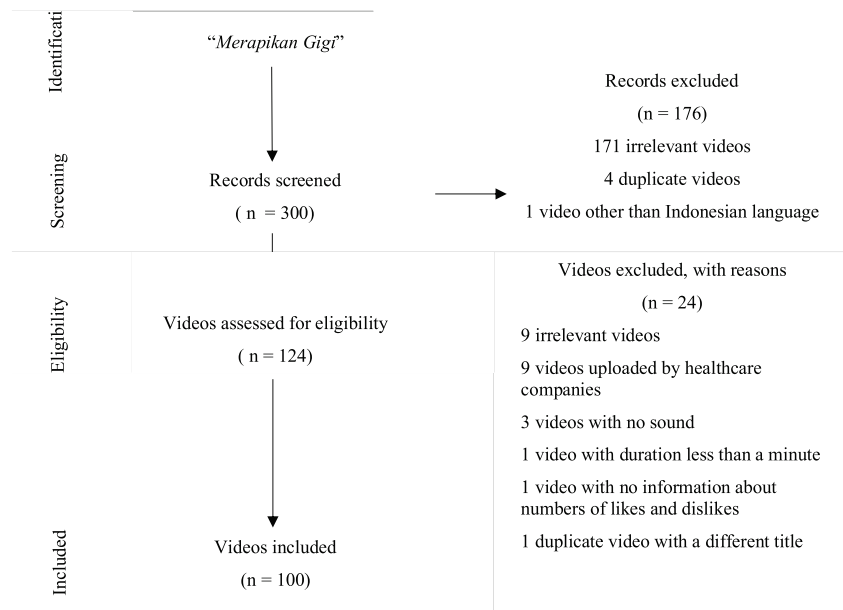 Identificati
“Merapikan Gigi”
Screening
Records screened
( n = 300)
Records excluded
(n = 176)
171 irrelevant videos
4 duplicate videos
1 video other than Indonesian language
Eligibility
Videos assessed for eligibility
( n = 124)
Videos excluded, with reasons
(n = 24)
9 irrelevant videos
9 videos uploaded by healthcare
companies
3 videos with no sound
1 video with duration less than a minute
1 video with no information about
numbers of likes and dislikes
1 duplicate video with a different title
Included
Videos included
(n = 100)